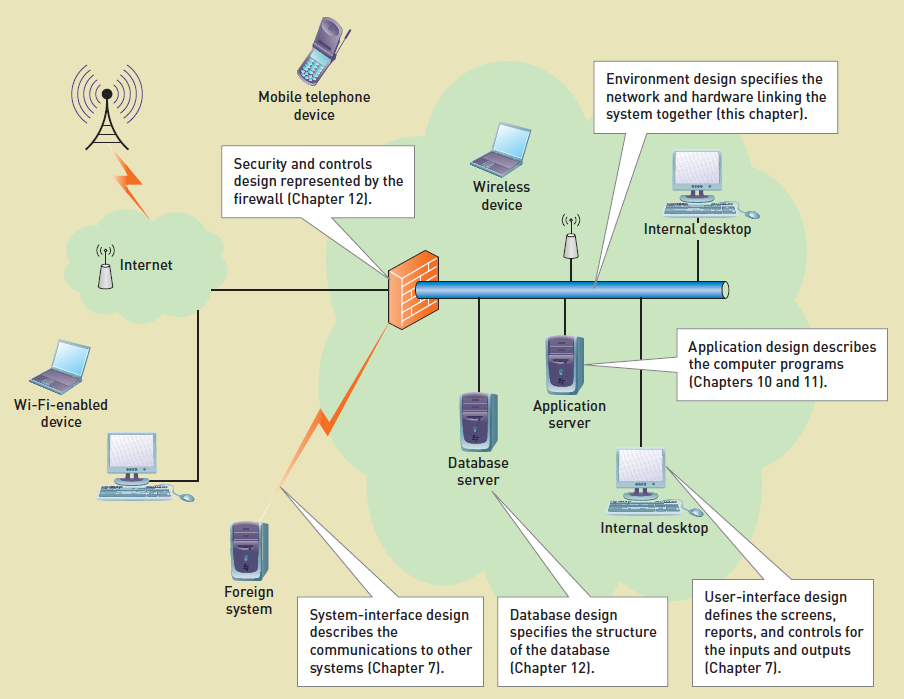 Mobile telephone
device
Environment design specifies the
network and hardware linking the
system together (this chapter).
Security and controls
design represented by the
firewall (Chapter 12).
Wireless
device
Internal desktop
Internet
Wi-Fi-enabled
device
Application design describes
the computer programs
(Chapters 10 and 11).
Application
server
Database
server
Internal desktop
Foreign
system
System-interface design
describes the
communications to other
systems (Chapter 7).
Database design
specifies the structure
of the database
(Chapter 12).
User-interface design
defines the screens,
reports, and controls for
the inputs and outputs
(Chapter 7).